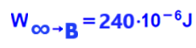 W∞→B = 240·10⁻⁶J